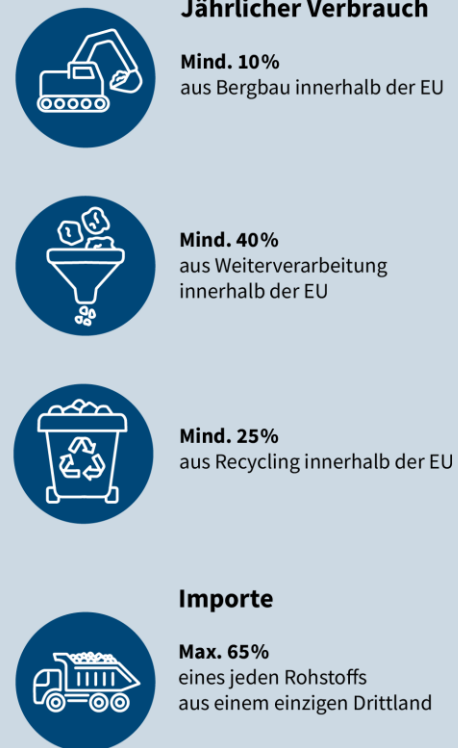 Jährlicher Verbrauch
Mind. 10%
aus Bergbau innerhalb der EU
Mind. 40%
aus Weiterverarbeitung
innerhalb der EU
Mind. 25%
aus Recycling innerhalb der EU
Importe
Max. 65%
eines jeden Rohstoffs
aus einem einzigen Drittland